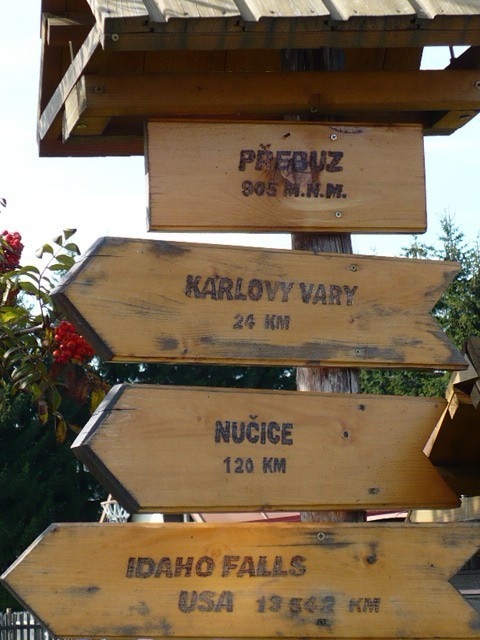 PŘEBUZ
905 M.N.M.
KARLOVY VARY
24 KM
NUČICE
120 KM
IDAHO FALLS
USA 13 542 KM